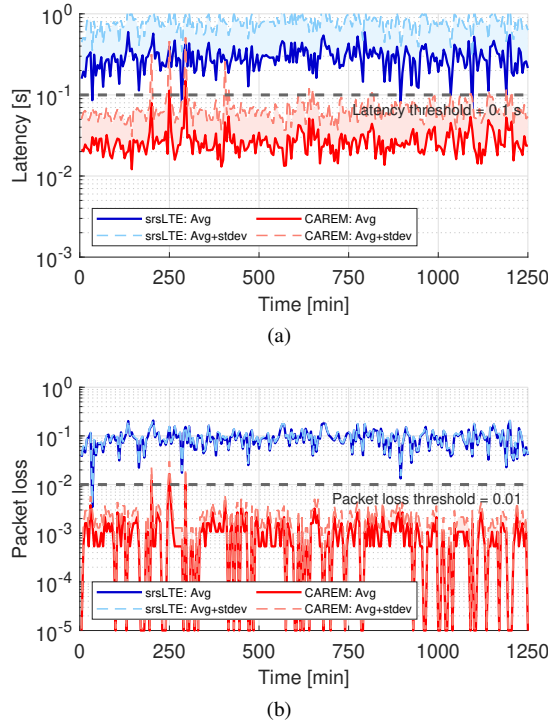 10^0
10^-1
10^-2
10^-3
Latency [s]
Latency threshold = 0.1 s
srsLTE: Avg
CAREM: Avg
srsLTE: Avg+stdev
CAREM: Avg+stdev
0 250 500 750 1000 1250
Time [min]
(a)
10^0
10^-1
10^-2
10^-3
10^-4
10^-5
Packet loss
Packet loss threshold = 0.01
srsLTE: Avg
CAREM: Avg
srsLTE: Avg+stdev
CAREM: Avg+stdev
0 250 500 750 1000 1250
Time [min]
(b)